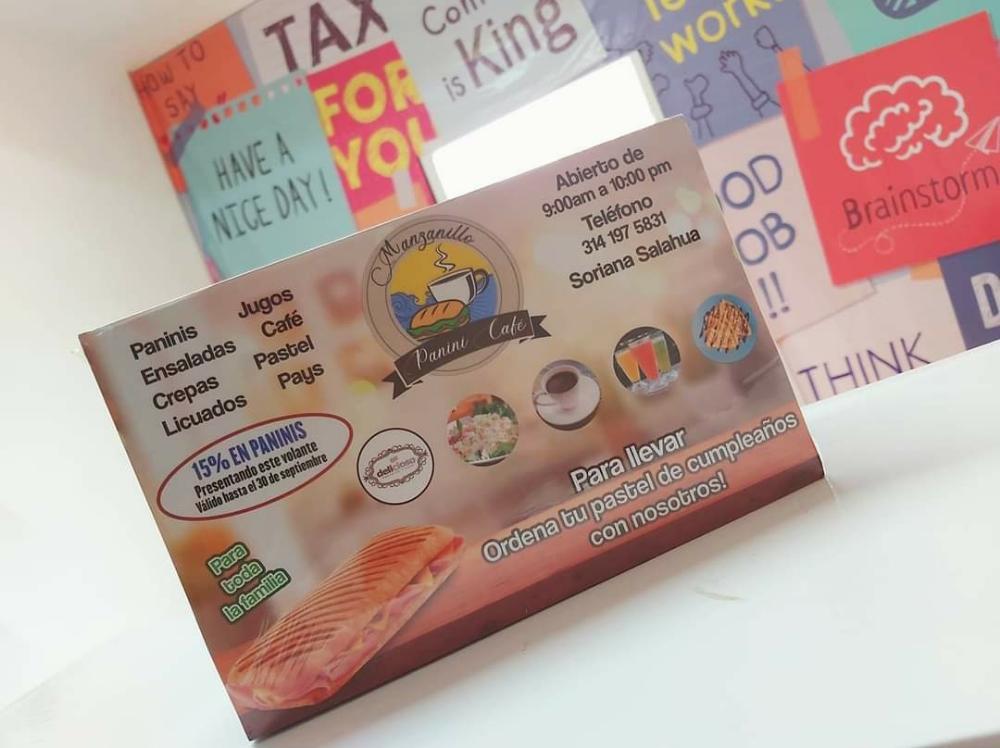 HOW TO
SAY
TAX
FOR
YOU
HAVE A
NICE DAY!
is King
WORK
Brainstorm
THINK
Manzanillo
Panini Café
Abierto de
9:00am a 10:00 pm
Teléfono
314 197 5831
Soriana Salahua
Paninis
Ensaladas
Crepas
Licuados
Jugos
Café
Pastel
Pays
15% EN PANINIS
Presentando este volante
Válido hasta el 30 de septiembre
deliciosa
Para
toda
la familia
Para llevar
Ordena tu pastel de cumpleaños
con nosotros!